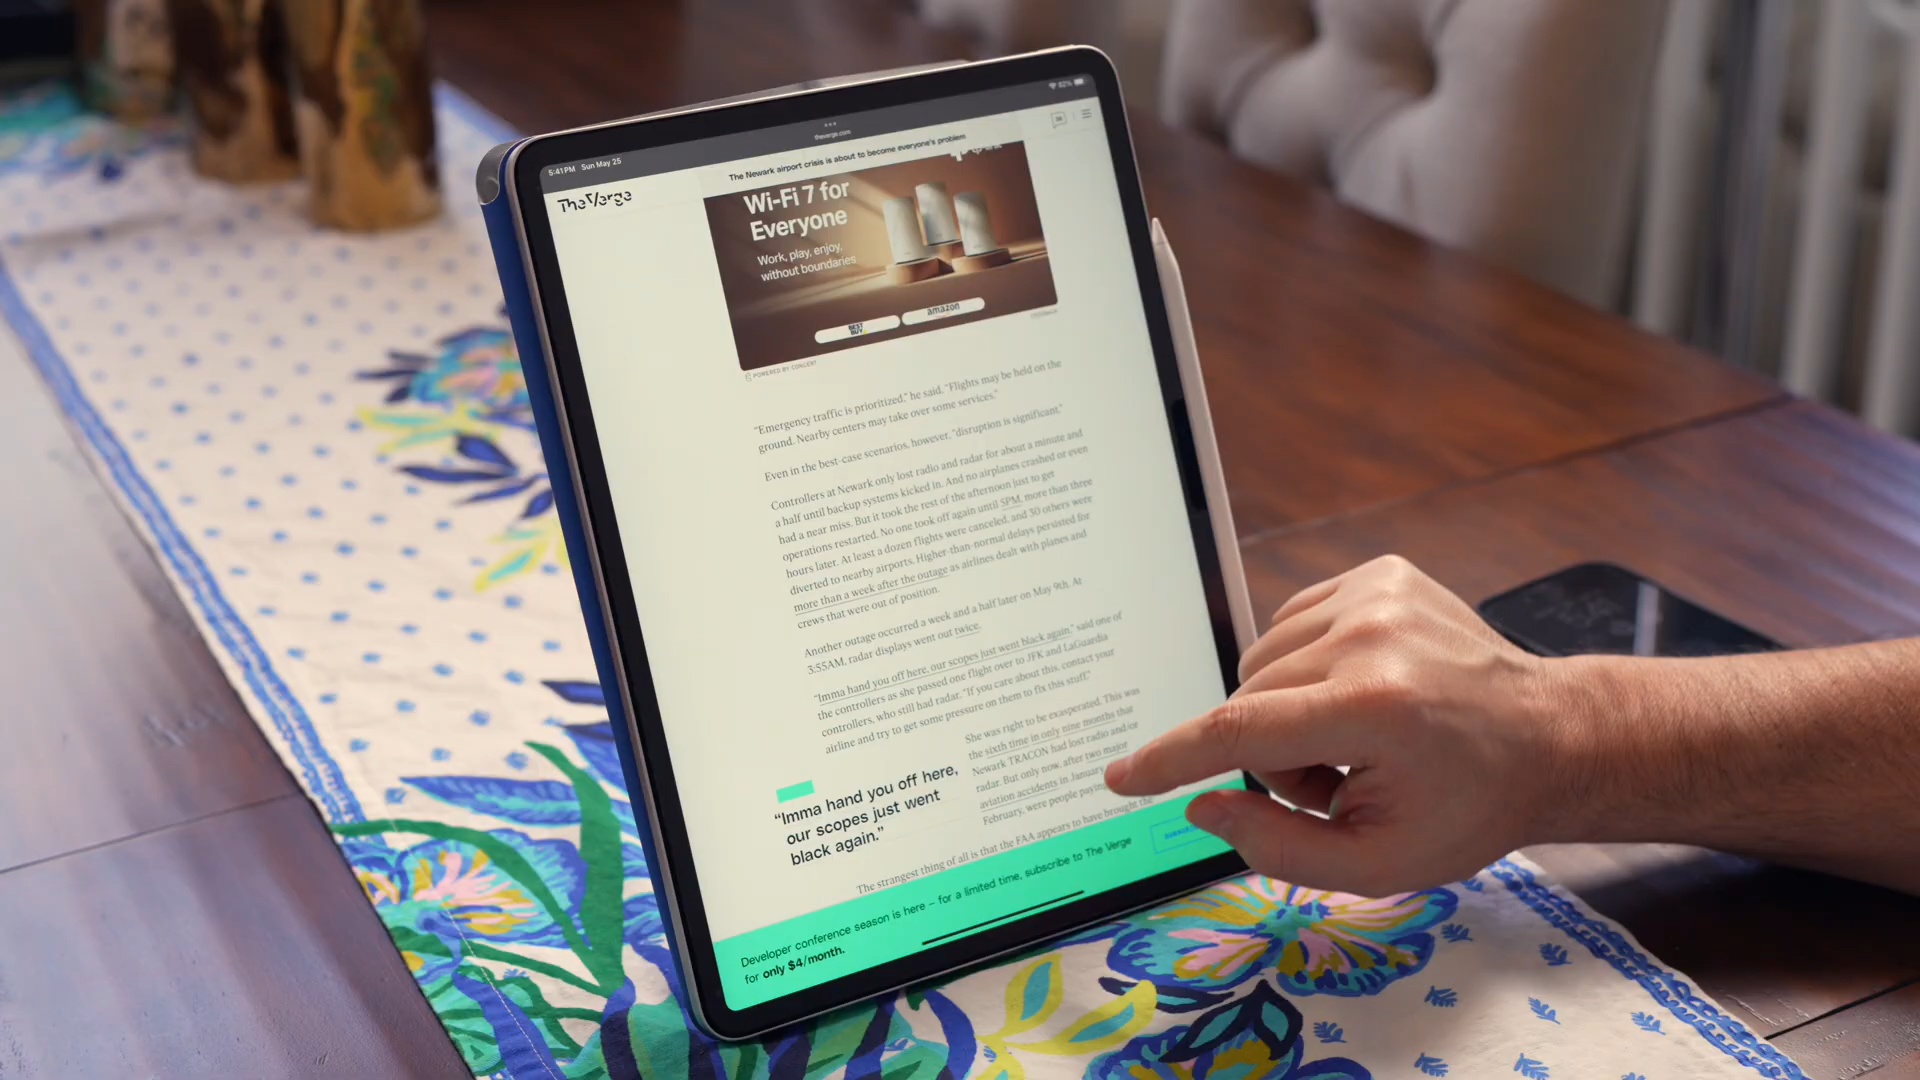 5:41 PM Sun May 25
82%
theverge.com
The Verge
The Newark airport crisis is about to become everyone's problem
Wi-Fi 7 for
Everyone
Work, play, enjoy,
without boundaries
BEST BUY
amazon
POWERED BY CONCERT
"Emergency traffic is prioritized," he said. "Flights may be held on the
ground. Nearby centers may take over some services."
Even in the best-case scenarios, however, "disruption is significant."
Controllers at Newark only lost radio and radar for about a minute and
a half until backup systems kicked in. And no airplanes crashed or even
had a near miss. But it took the rest of the afternoon just to get
operations restarted. No one took off again until 5PM, more than three
hours later. At least a dozen flights were canceled, and 30 others were
diverted to nearby airports. Higher-than-normal delays persisted for
more than a week after the outage as airlines dealt with planes and
crews that were out of position.
Another outage occurred a week and a half later on May 9th. At
3:55AM, radar displays went out twice.
"Imma hand you off here, our scopes just went black again," said one of
the controllers as she passed one flight over to JFK and LaGuardia
controllers, who still had radar. "If you care about this, contact your
airline and try to get some pressure on them to fix this stuff."
"Imma hand you off here,
our scopes just went
black again."
She was right to be exasperated. This was
the sixth time in only nine months that
Newark TRACON had lost radio and/or
radar. But only now, after two major
aviation accidents in January
February, were people paying
The strangest thing of all is that the FAA appears to have brought the
Developer conference season is here – for a limited time, subscribe to The Verge
for only $4/month.